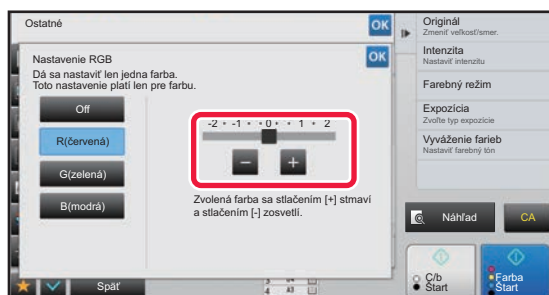 Ostatné
OK
Nastavenie RGB
OK
Dá sa nastaviť len jedna farba.
Toto nastavenie platí len pre farbu.
Off
R(červená)
G(zelená)
B(modrá)
-2 • -1 • • 0 • • 1 • 2
− +
Zvolená farba sa stlačením [+] stmaví
a stlačením [-] zosvetlí.
Späť
Originál
Zmeniť veľkosť/smer.
Intenzita
Nastaviť intenzitu
Farebný režim
Expozícia
Zvoľte typ expozície
Vyváženie farieb
Nastaviť farebný tón
Náhľad
CA
Č/b
Štart
Farba
Štart